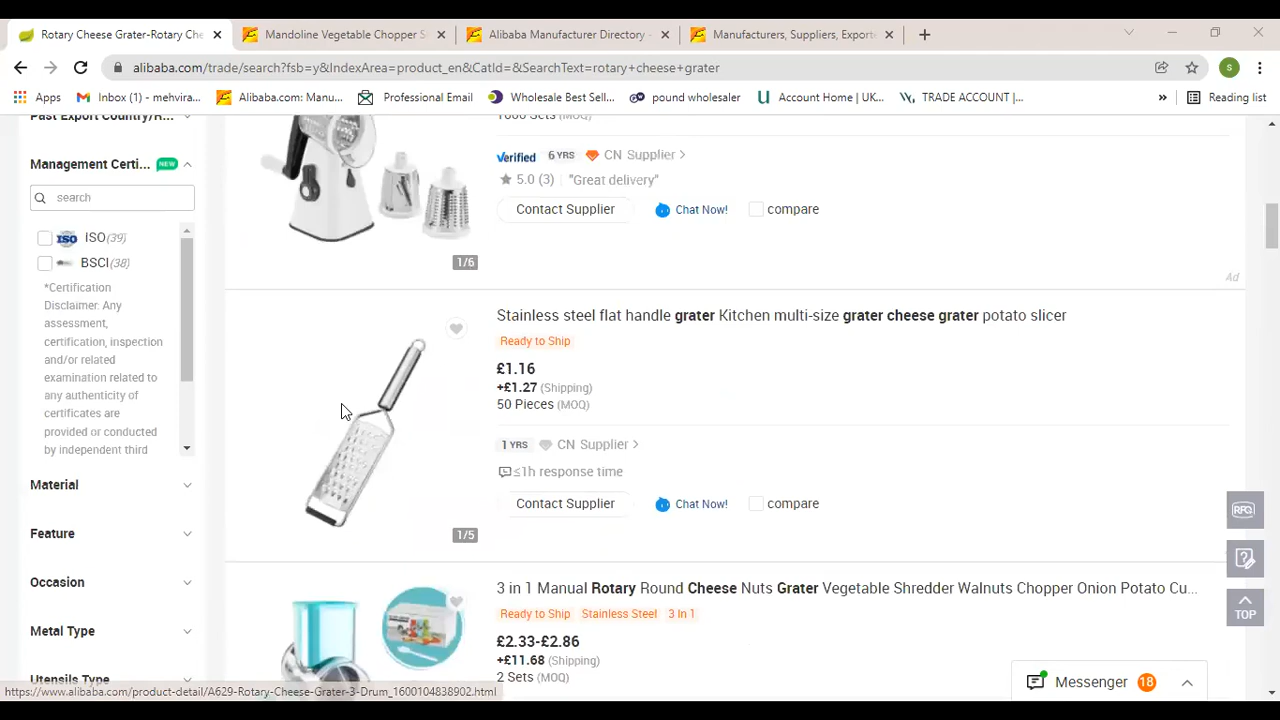 Rotary Cheese Grater-Rotary Che
Mandoline Vegetable Chopper S
Alibaba Manufacturer Directory -
Manufacturers, Suppliers, Export
alibaba.com/trade/search?fsb=y&IndexArea=product_en&CatId=&SearchText=rotary+cheese+grater
S
Apps
Inbox (1) - mehvira...
Alibaba.com: Manu...
Professional Email
Wholesale Best Sell...
pound wholesaler
Account Home | UK...
TRADE ACCOUNT |...
»
Reading list
Past Export Country/R...
1000 Sets (MOQ)
Management Certi... NEW
search
ISO(39)
BSCI(38)
*Certification
Disclaimer: Any
assessment,
certification, inspection
and/or related
examination related to
any authenticity of
certificates are
provided or conducted
by independent third
Material
Feature
Occasion
Metal Type
Utensils Type
Verified 6 YRS CN Supplier >
5.0 (3) "Great delivery"
Contact Supplier Chat Now! compare
1/6
Ad
Stainless steel flat handle grater Kitchen multi-size grater cheese grater potato slicer
Ready to Ship
£1.16
+£1.27 (Shipping)
50 Pieces (MOQ)
1 YRS CN Supplier >
≤1h response time
Contact Supplier Chat Now! compare
1/5
3 in 1 Manual Rotary Round Cheese Nuts Grater Vegetable Shredder Walnuts Chopper Onion Potato Cu...
Ready to Ship Stainless Steel 3 In 1
£2.33-£2.86
+£11.68 (Shipping)
2 Sets (MOQ)
RFQ
TOP
Messenger 18
https://www.alibaba.com/product-detail/A629-Rotary-Cheese-Grater-3-Drum_1600104838902.html